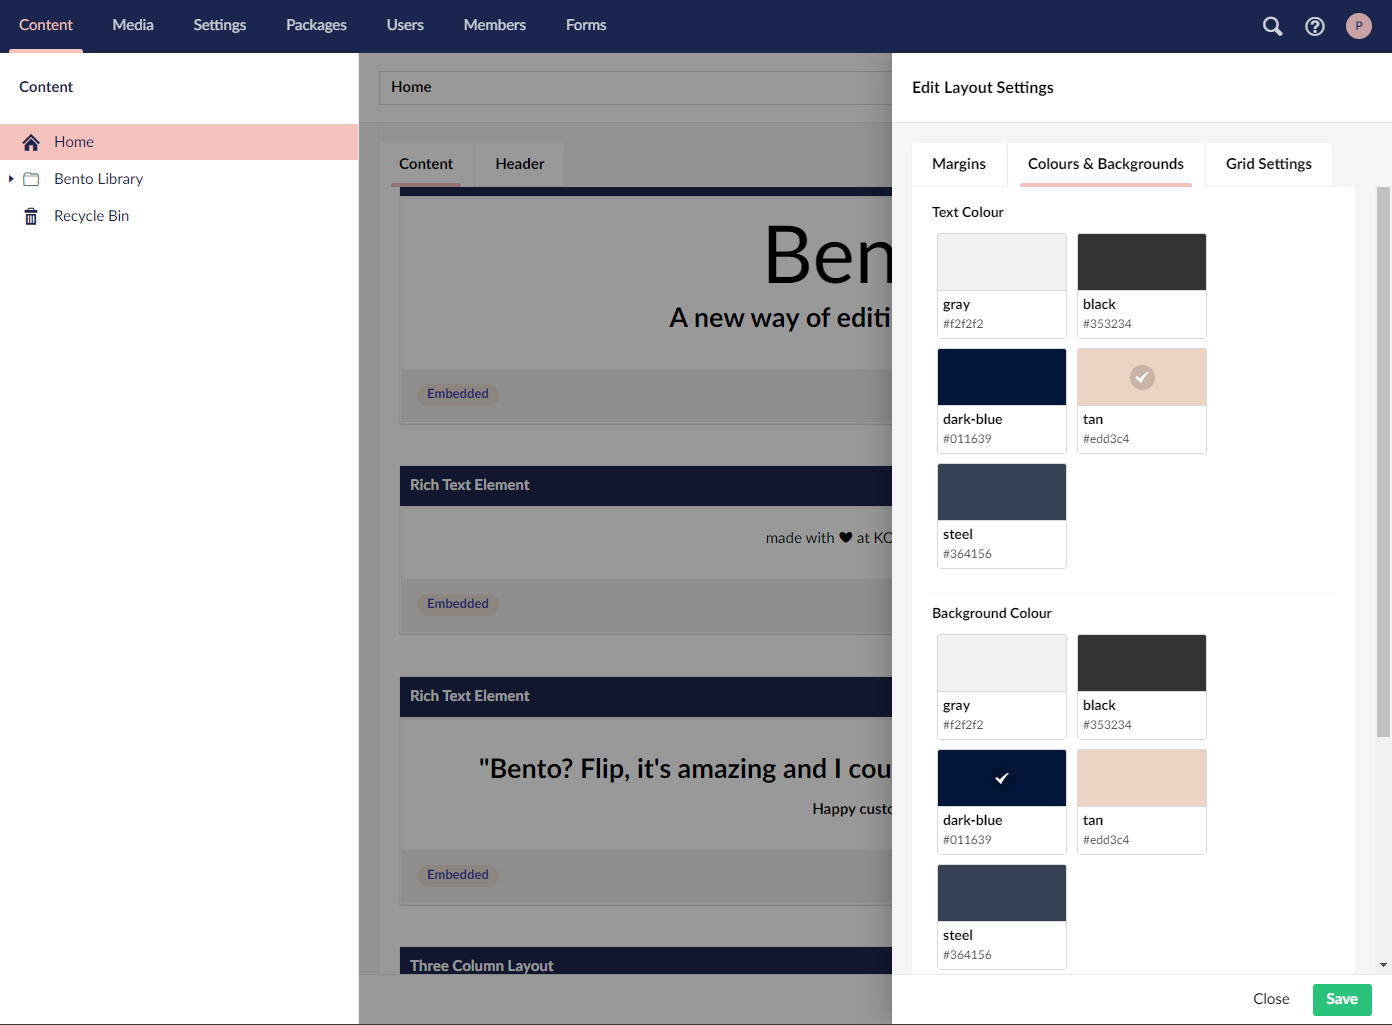 Content Media Settings Packages Users Members Forms P
Content
Home
Bento Library
Recycle Bin
Home
Content Header
Ben
A new way of editi
Embedded
Rich Text Element
made with ♥ at KC
Embedded
Rich Text Element
"Bento? Flip, it's amazing and I cou
Happy custo
Embedded
Three Column Layout
Edit Layout Settings
Margins Colours & Backgrounds Grid Settings
Text Colour
gray
#f2f2f2
black
#353234
dark-blue
#011639
tan
#edd3c4
steel
#364156
Background Colour
gray
#f2f2f2
black
#353234
dark-blue
#011639
tan
#edd3c4
steel
#364156
Close Save